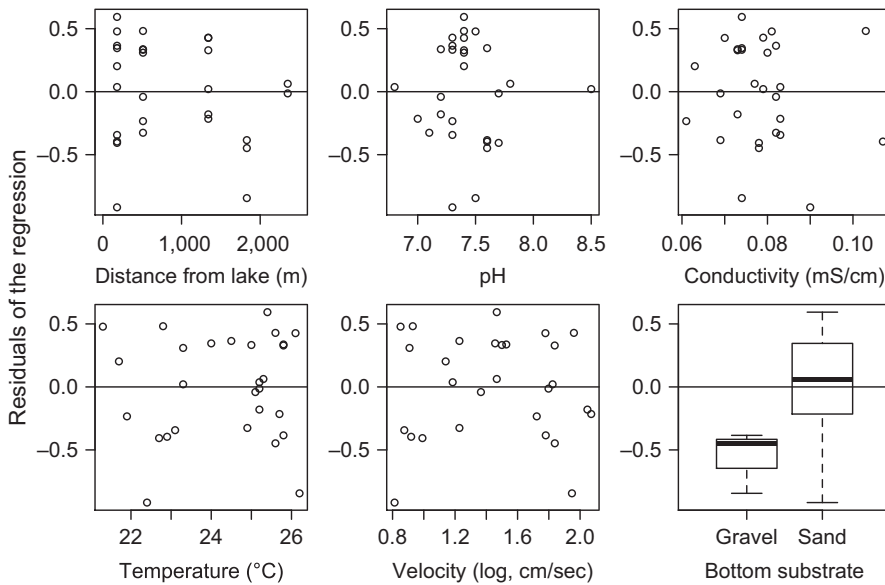 Residuals of the regression
0.5
0.0
−0.5
0 1,000 2,000
Distance from lake (m)
7.0 7.5 8.0 8.5
pH
0.5
0.0
−0.5
0.06 0.08 0.10
Conductivity (mS/cm)
0.5
0.0
−0.5
22 24 26
Temperature (°C)
0.5
0.0
−0.5
0.8 1.2 1.6 2.0
Velocity (log, cm/sec)
0.5
0.0
−0.5
Gravel Sand
Bottom substrate
0.5
0.0
−0.5